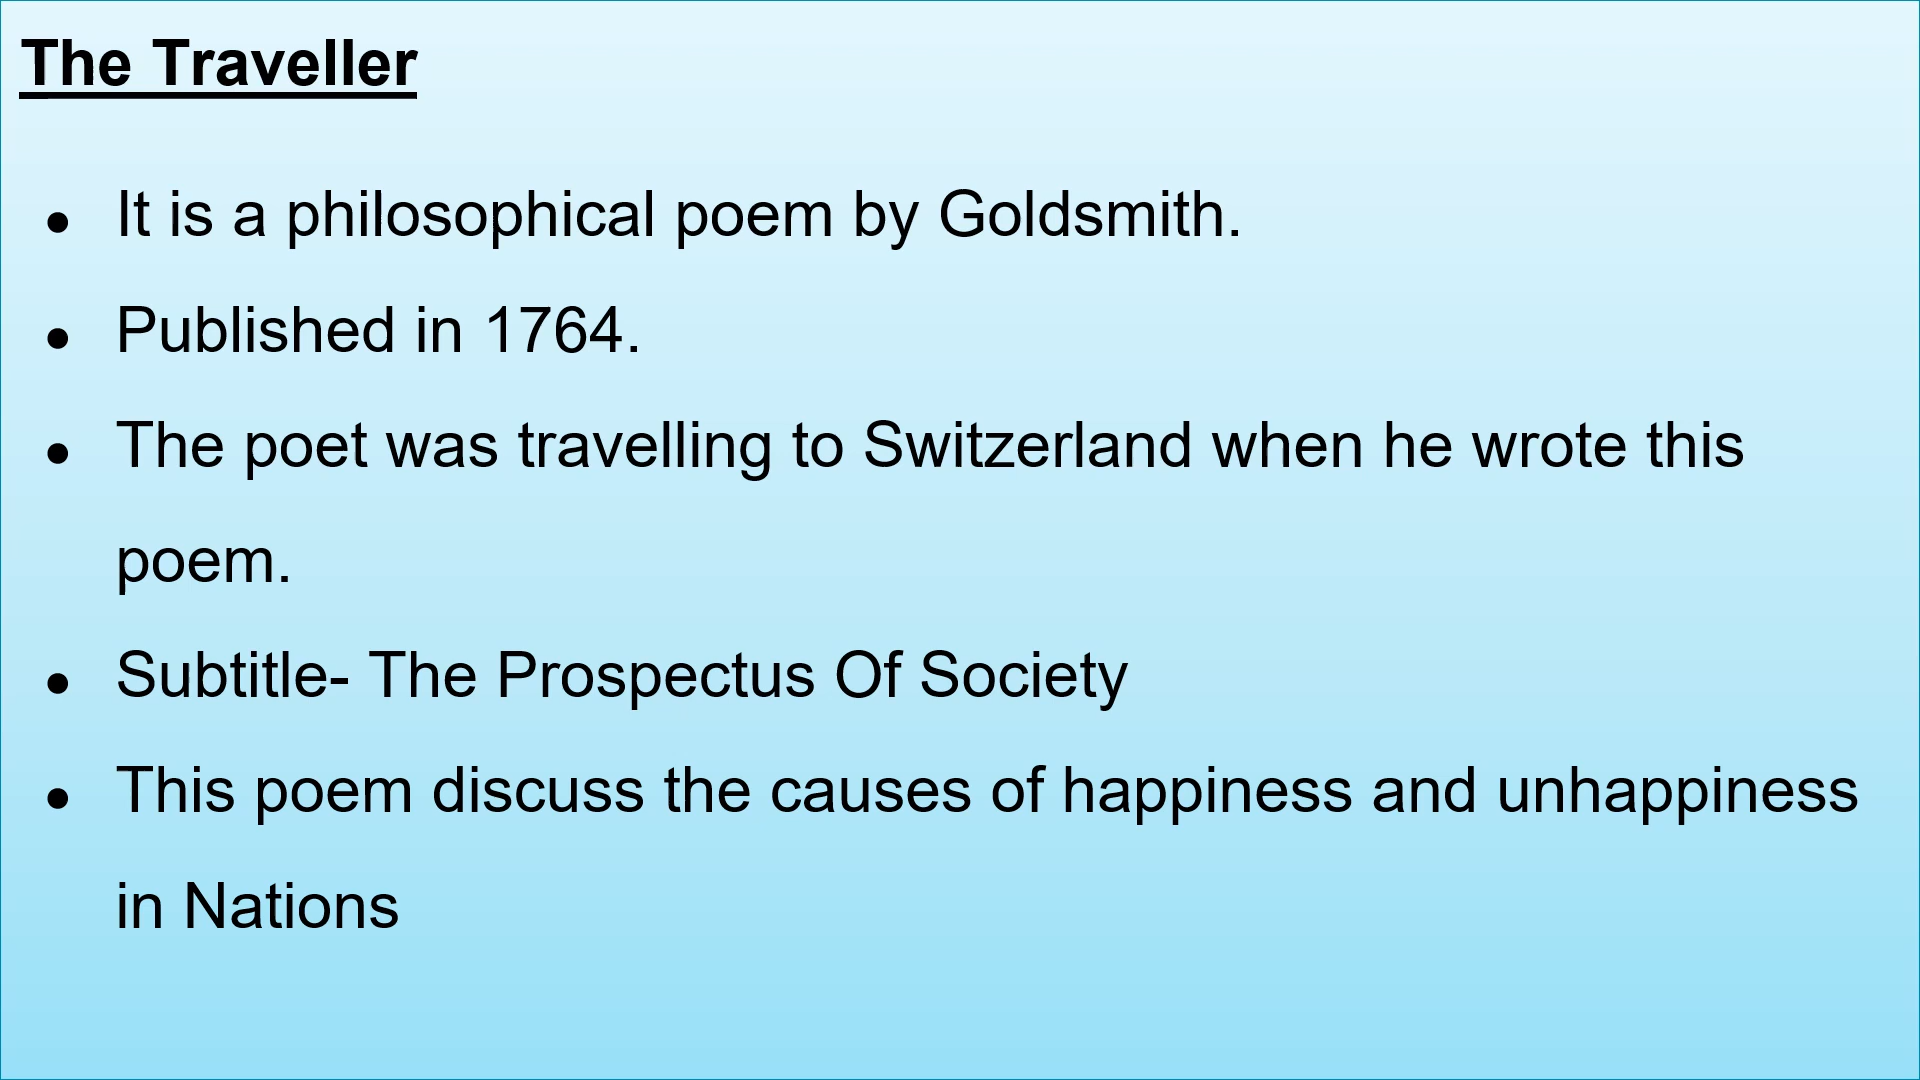 The Traveller
● It is a philosophical poem by Goldsmith.
● Published in 1764.
● The poet was travelling to Switzerland when he wrote this
poem.
● Subtitle- The Prospectus Of Society
● This poem discuss the causes of happiness and unhappiness
in Nations